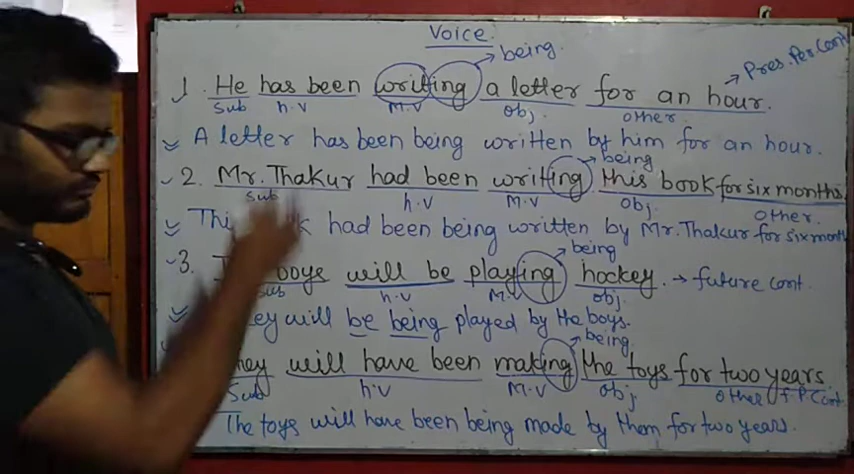 Voice.
being.
Pres. Per. Cont
1. He has been writing a letter for an hour.
Sub h.v M.V obj. other.
A letter has been being written by him for an hour.
being
2. Mr. Thakur had been writing this book for six months.
Sub h.v M.V obj. other.
had been being written by Mr. Thakur for six month
being
3. will be playing hockey. → future cont.
Sub h.v M.V obj.
will be being played by the boys.
being.
will have been making the toys for two years.
Sub h.v M.V obj other f.P. Cont.
The toys will have been being made by them for two years.